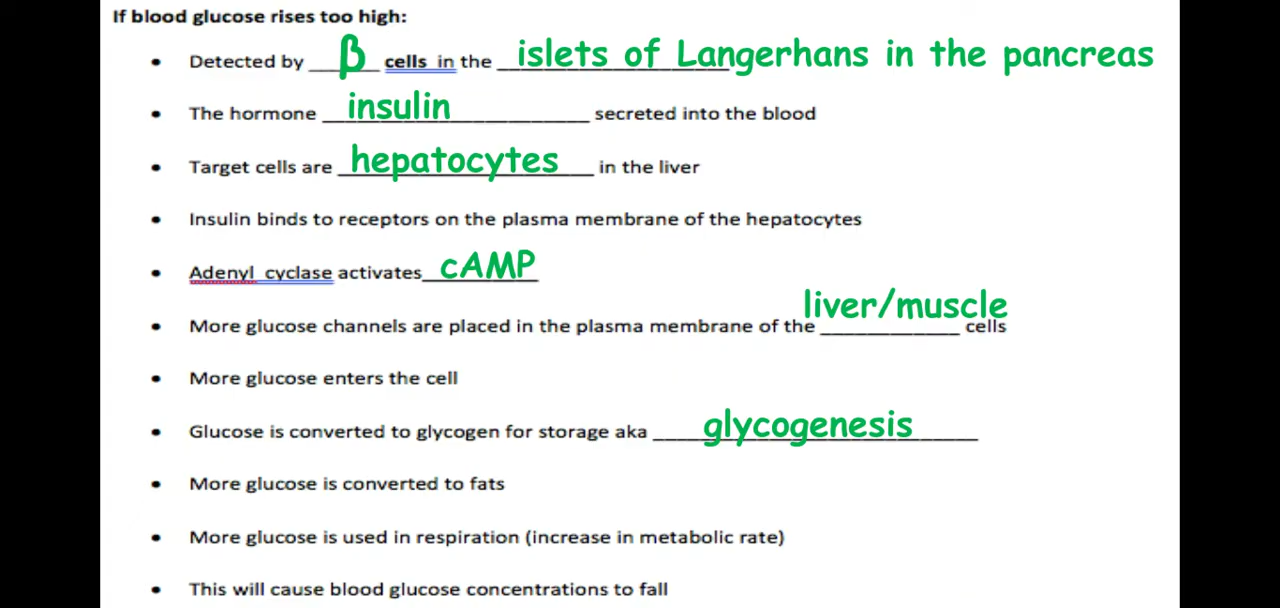 If blood glucose rises too high:
• Detected by ______ β cells in the islets of Langerhans in the pancreas
• The hormone insulin secreted into the blood
• Target cells are hepatocytes in the liver
• Insulin binds to receptors on the plasma membrane of the hepatocytes
• Adenyl cyclase activates cAMP
• More glucose channels are placed in the plasma membrane of the liver/muscle cells
• More glucose enters the cell
• Glucose is converted to glycogen for storage aka glycogenesis
• More glucose is converted to fats
• More glucose is used in respiration (increase in metabolic rate)
• This will cause blood glucose concentrations to fall